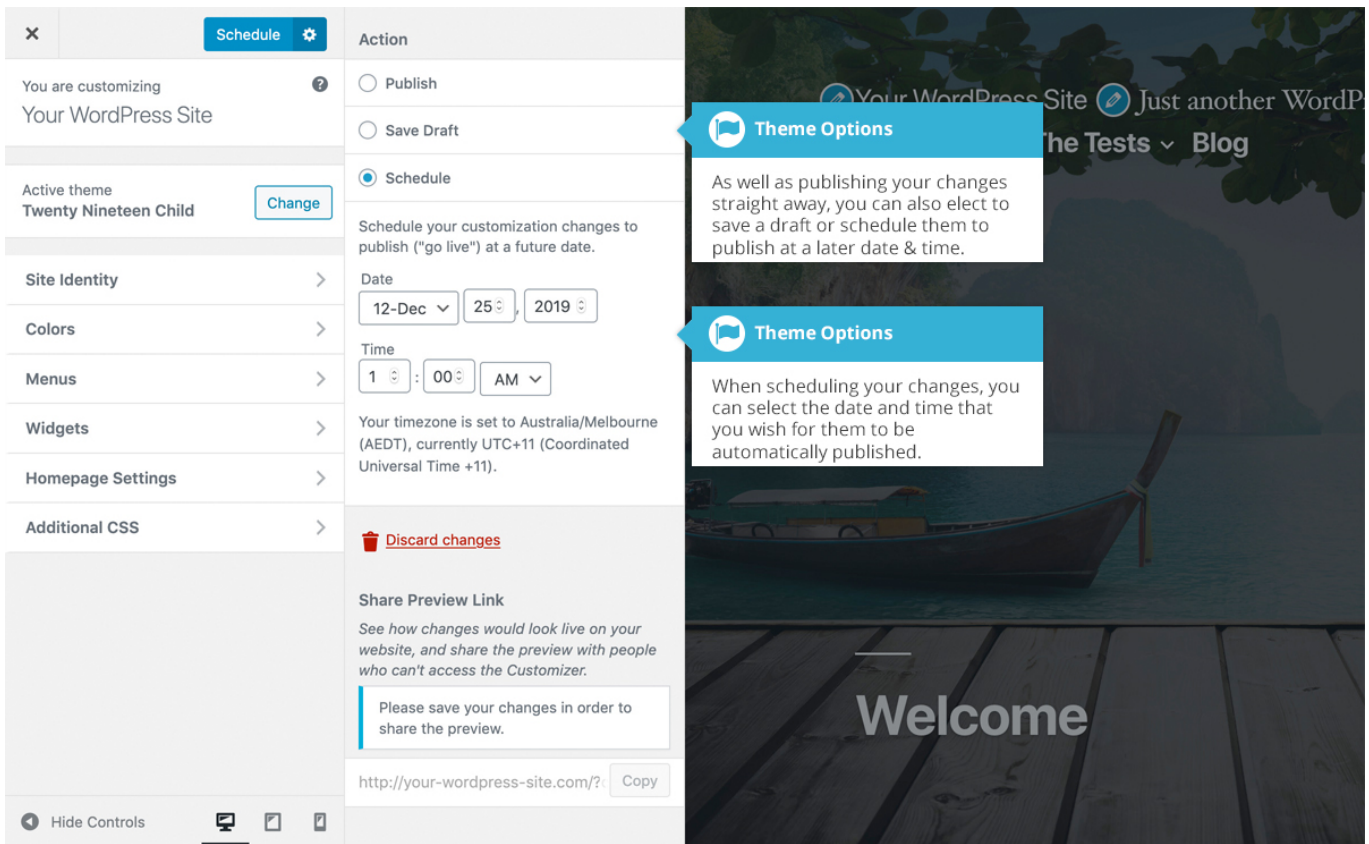 Schedule
You are customizing
Your WordPress Site
Active theme
Twenty Nineteen Child
Change
Site Identity
Colors
Menus
Widgets
Homepage Settings
Additional CSS
Hide Controls
Action
Publish
Save Draft
Schedule
Schedule your customization changes to
publish ("go live") at a future date.
Date
12-Dec 25 , 2019
Time
1 : 00 AM
Your timezone is set to Australia/Melbourne
(AEDT), currently UTC+11 (Coordinated
Universal Time +11).
Discard changes
Share Preview Link
See how changes would look live on your
website, and share the preview with people
who can't access the Customizer.
Please save your changes in order to
share the preview.
http://your-wordpress-site.com/?
Copy
Your WordPress Site Just another WordP
The Tests Blog
Theme Options
As well as publishing your changes
straight away, you can also elect to
save a draft or schedule them to
publish at a later date & time.
Theme Options
When scheduling your changes, you
can select the date and time that
you wish for them to be
automatically published.
Welcome